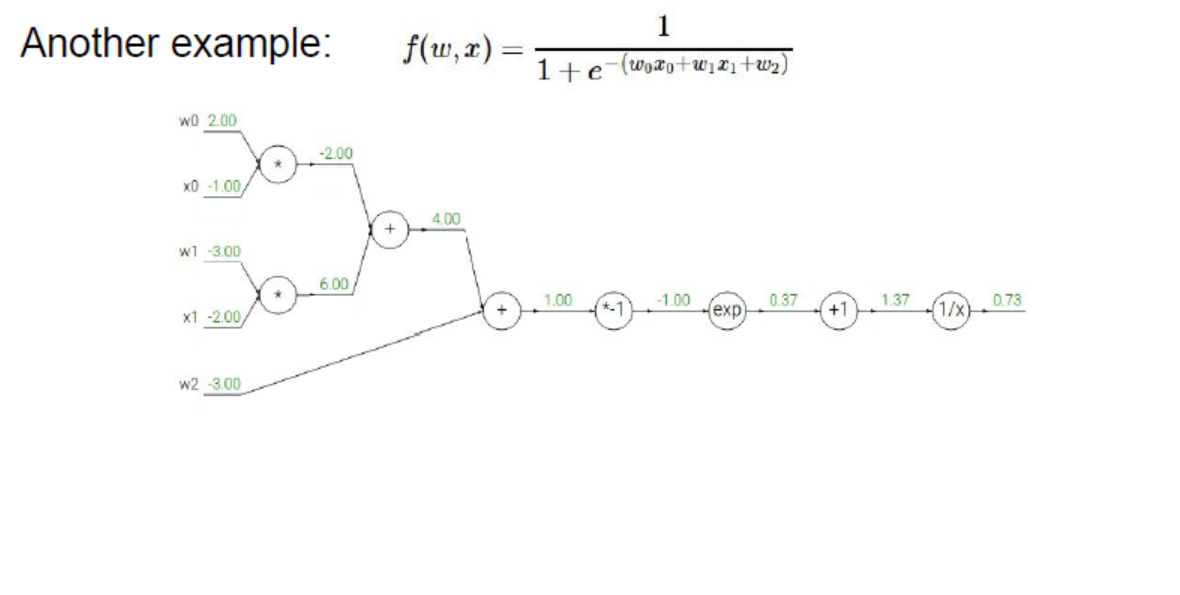 Another example: f(w, x) = 1 / (1 + e^−(w₀x₀+w₁x₁+w₂))
w0 2.00
-2.00
*
x0 -1.00
4.00
+
w1 -3.00
6.00
*
1.00 -1.00 0.37 1.37 0.73
+ *-1 exp +1 1/x
x1 -2.00
w2 -3.00